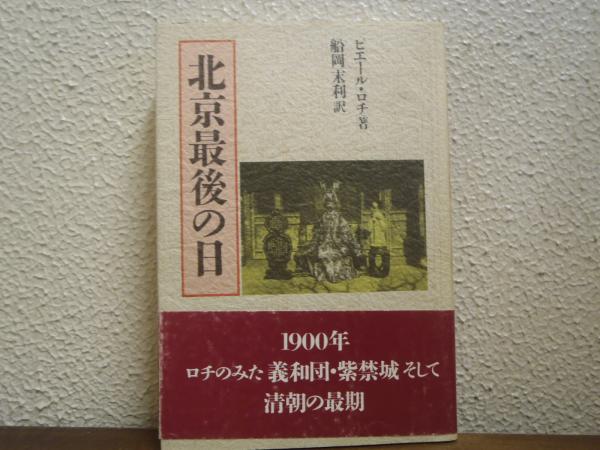 北京最後の日
ピエール・ロチ著
船岡末利訳
1900年
ロチのみた 義和団・紫禁城 そして
清朝の最期